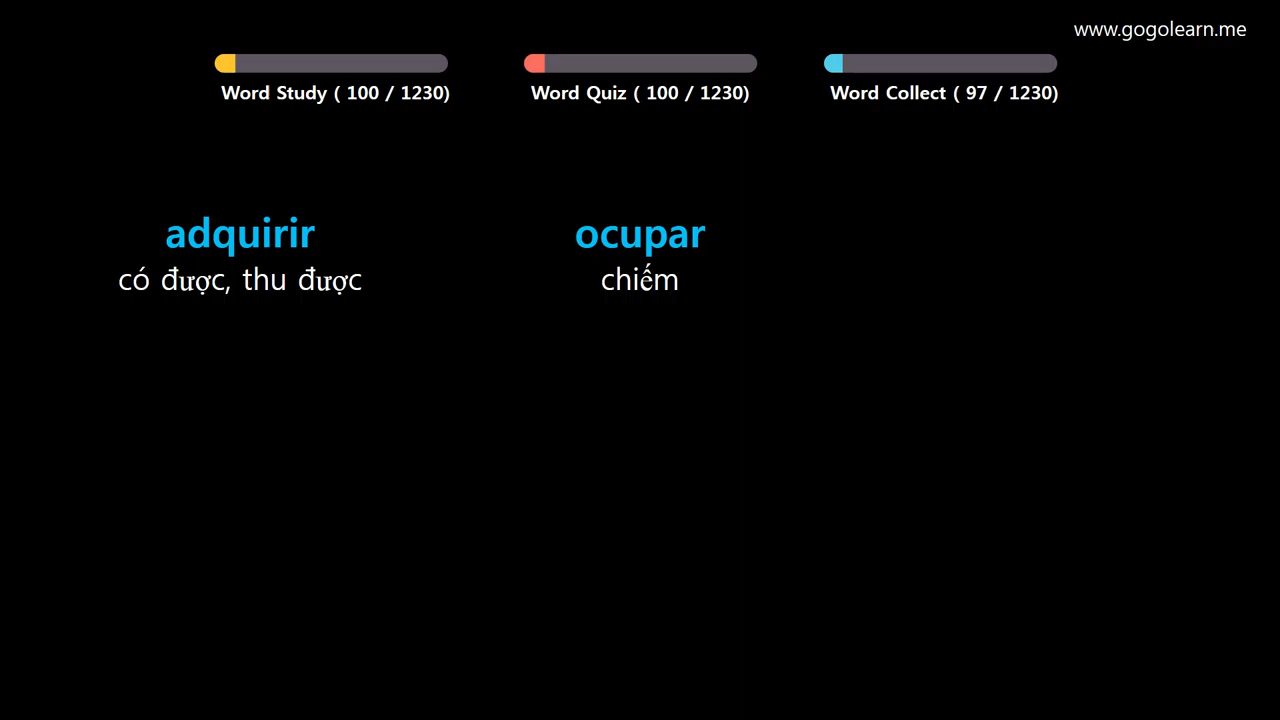 www.gogolearn.me
Word Study ( 100 / 1230)
Word Quiz ( 100 / 1230)
Word Collect ( 97 / 1230)
adquirir
có được, thu được
ocupar
chiếm